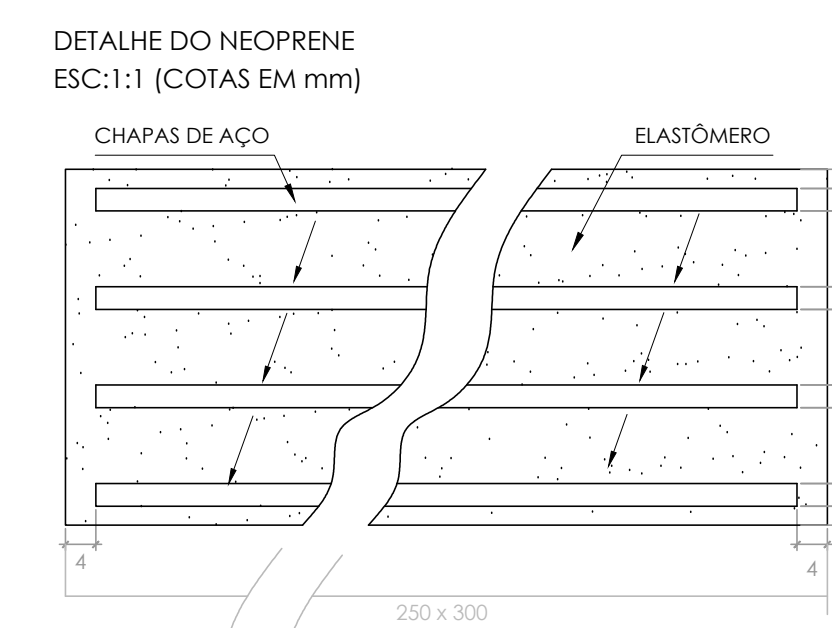 DETALHE DO NEOPRENE
ESC:1:1 (COTAS EM mm)
CHAPAS DE AÇO
ELASTÔMERO
4
4
250 x 300